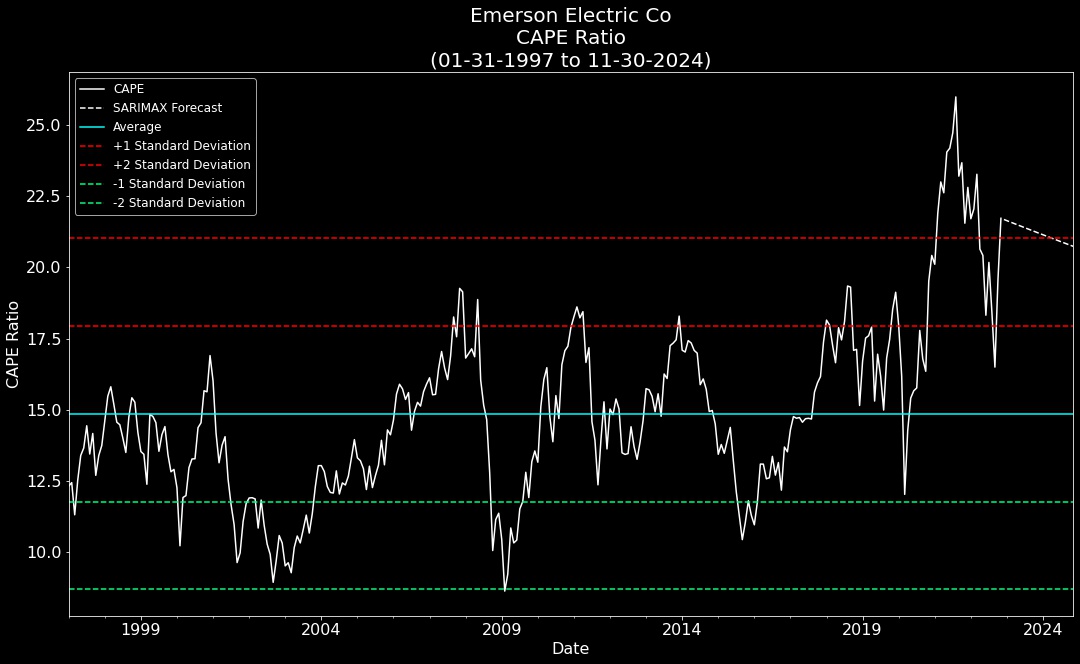 Emerson Electric Co
CAPE Ratio
(01-31-1997 to 11-30-2024)
CAPE
SARIMAX Forecast
Average
+1 Standard Deviation
+2 Standard Deviation
-1 Standard Deviation
-2 Standard Deviation
25.0
22.5
20.0
17.5
15.0
12.5
10.0
CAPE Ratio
1999
2004
2009
2014
2019
2024
Date